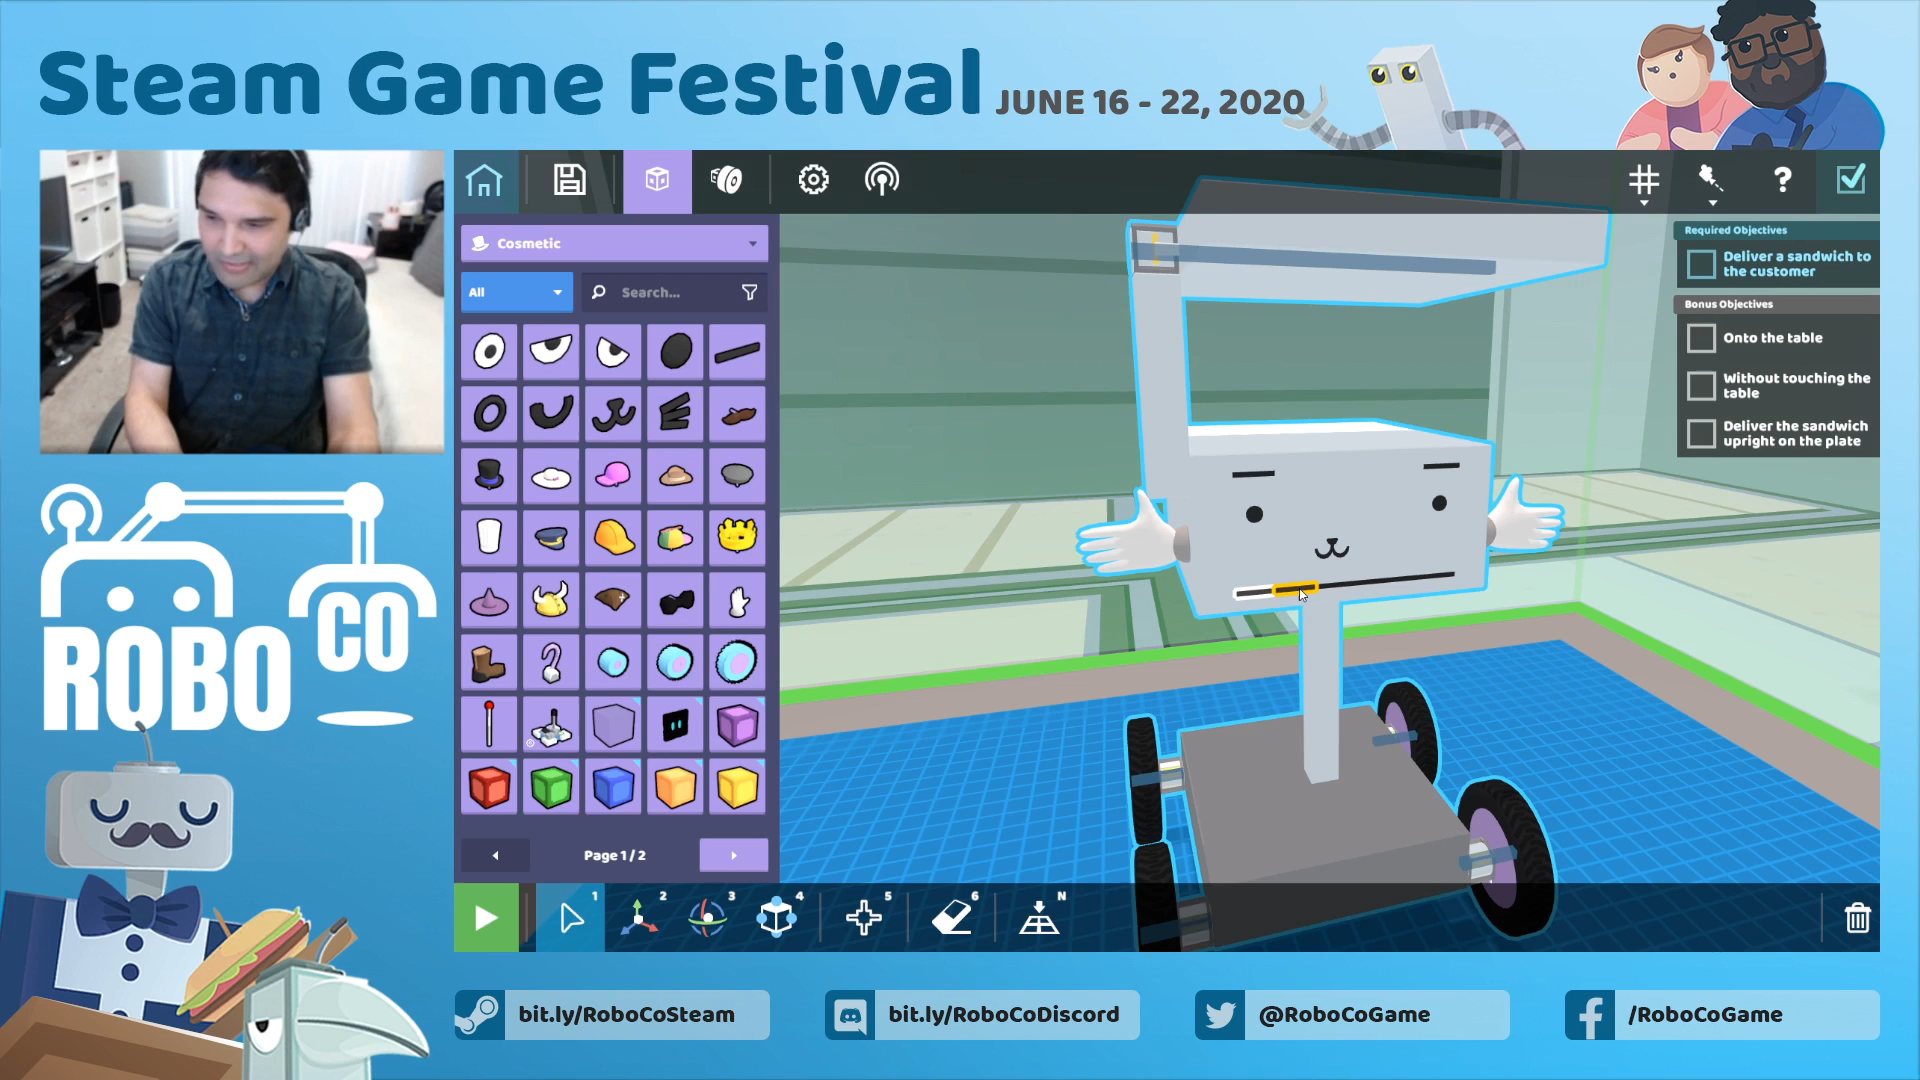 Steam Game Festival JUNE 16 - 22, 2020
Cosmetic
All
Search...
Page 1 / 2
1
2
3
4
5
6
N
Required Objectives
Deliver a sandwich to
the customer
Bonus Objectives
Onto the table
Without touching the
table
Deliver the sandwich
upright on the plate
ROBO
CO
bit.ly/RoboCoSteam
bit.ly/RoboCoDiscord
@RoboCoGame
/RoboCoGame